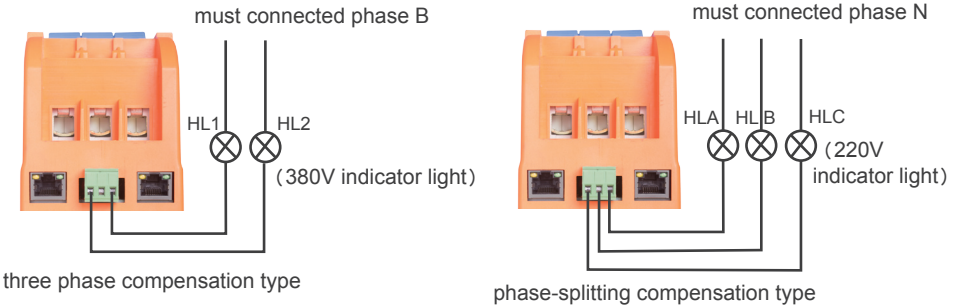 must connected phase B
HL1
HL2
（380V indicator light）
three phase compensation type
must connected phase N
HLA
HLB
HLC
（220V
indicator light）
phase-splitting compensation type